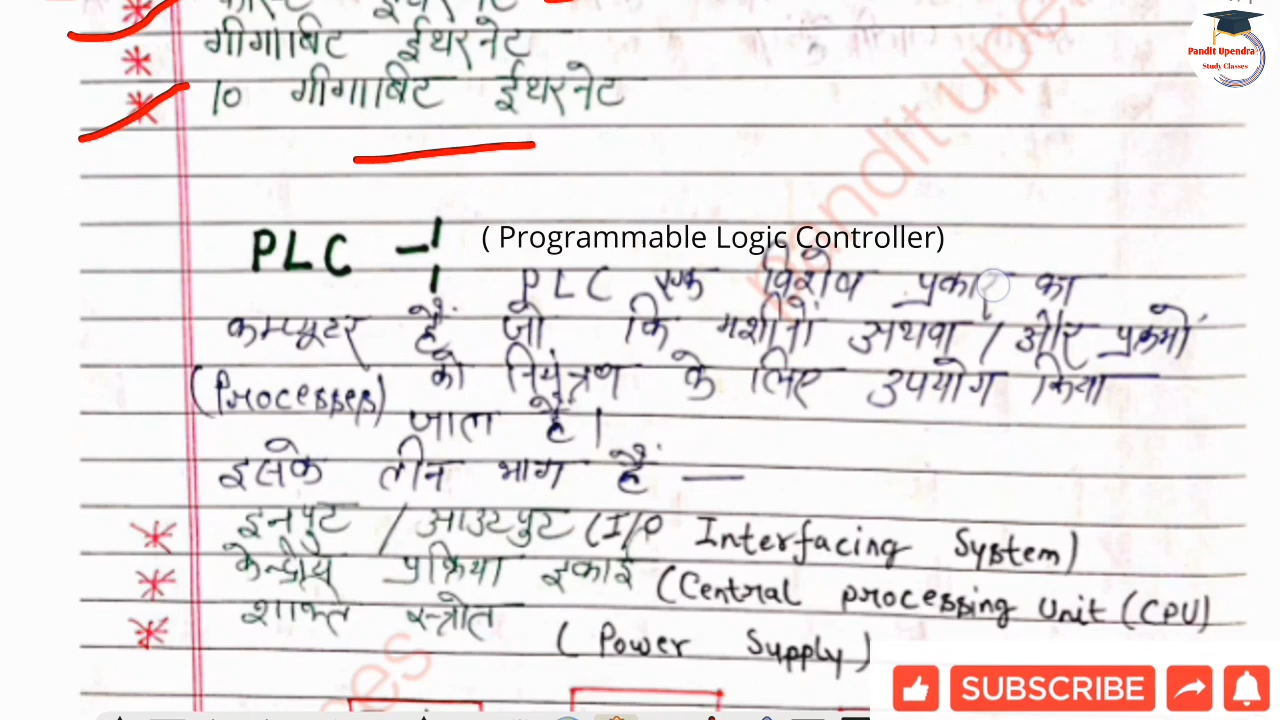 ईथरनेट
गीगाबिट ईथरनेट
10 गीगाबिट ईथरनेट
Pandit Upendra
Study Classes
PLC -: ( Programmable Logic Controller)
PLC एक विशेष प्रकार का
कम्प्यूटर हैं जो कि मशीनों अथवा / और प्रक्रमों
(Processes) को नियंत्रण के लिए उपयोग किया
जाता है।
इसके तीन भाग हैं —
* इनपुट / आउटपुट (I/O Interfacing System)
* केन्द्रीय प्रक्रिया इकाई (Central processing Unit (CPU)
* शक्ति स्त्रोत (Power Supply)
SUBSCRIBE